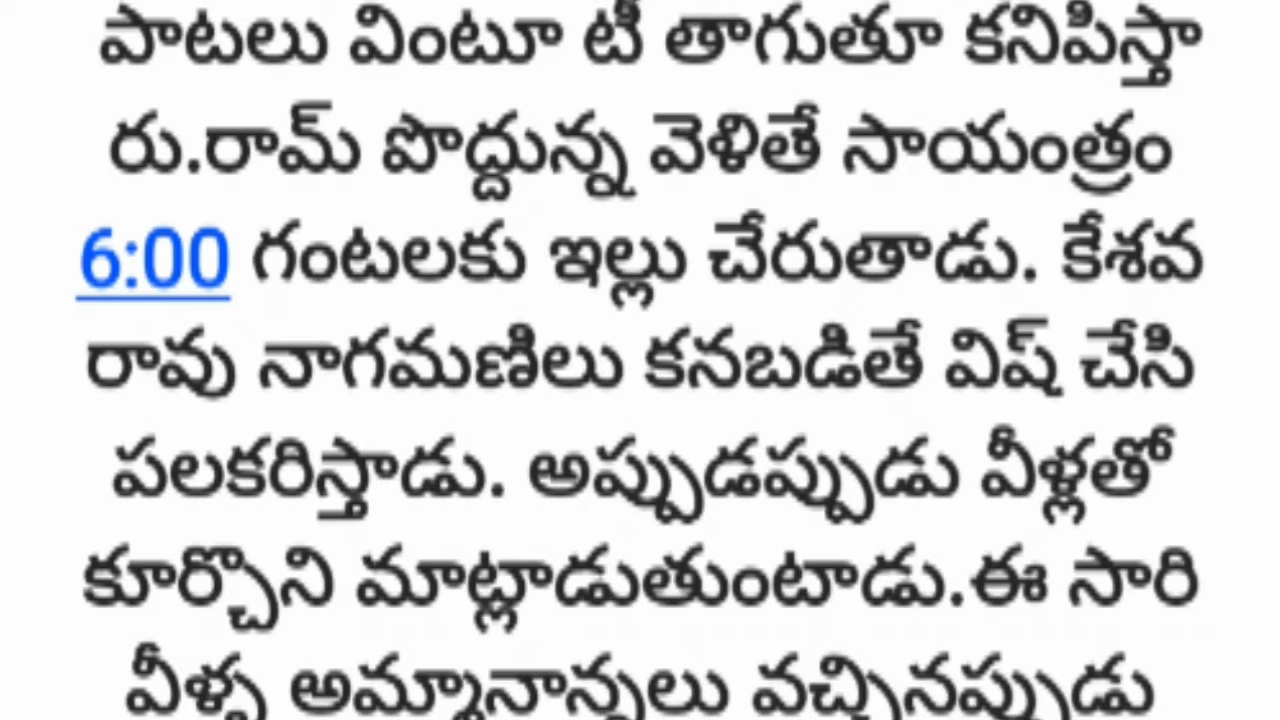 పాటలు వింటూ టీ తాగుతూ కనిపిస్తా
రు.రామ్ పొద్దున్న వెళితే సాయంత్రం
6:00 గంటలకు ఇల్లు చేరుతాడు. కేశవ
రావు నాగమణిలు కనబడితే విష్ చేసి
పలకరిస్తాడు. అప్పుడప్పుడు వీళ్లతో
కూర్చొని మాట్లాడుతుంటాడు.ఈ సారి
వీళ్ళ అమ్మానాన్నలు వచ్చినప్పుడు